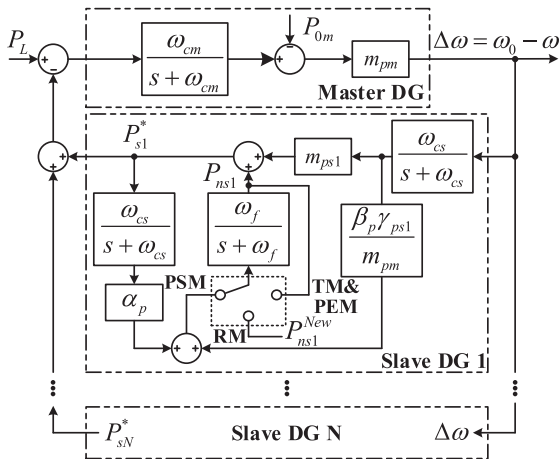 P_L
+
−
ω_cm
s + ω_cm
+
−
P_0m
m_pm
Δω = ω_0 − ω
Master DG
P*_s1
+
+
P_ns1
+
+
m_ps1
ω_cs
s + ω_cs
ω_cs
s + ω_cs
ω_f
s + ω_f
β_p γ_ps1
m_pm
α_p
PSM
TM&
PEM
RM
P^New_ns1
+
+
Slave DG 1
P*_sN
Slave DG N
Δω